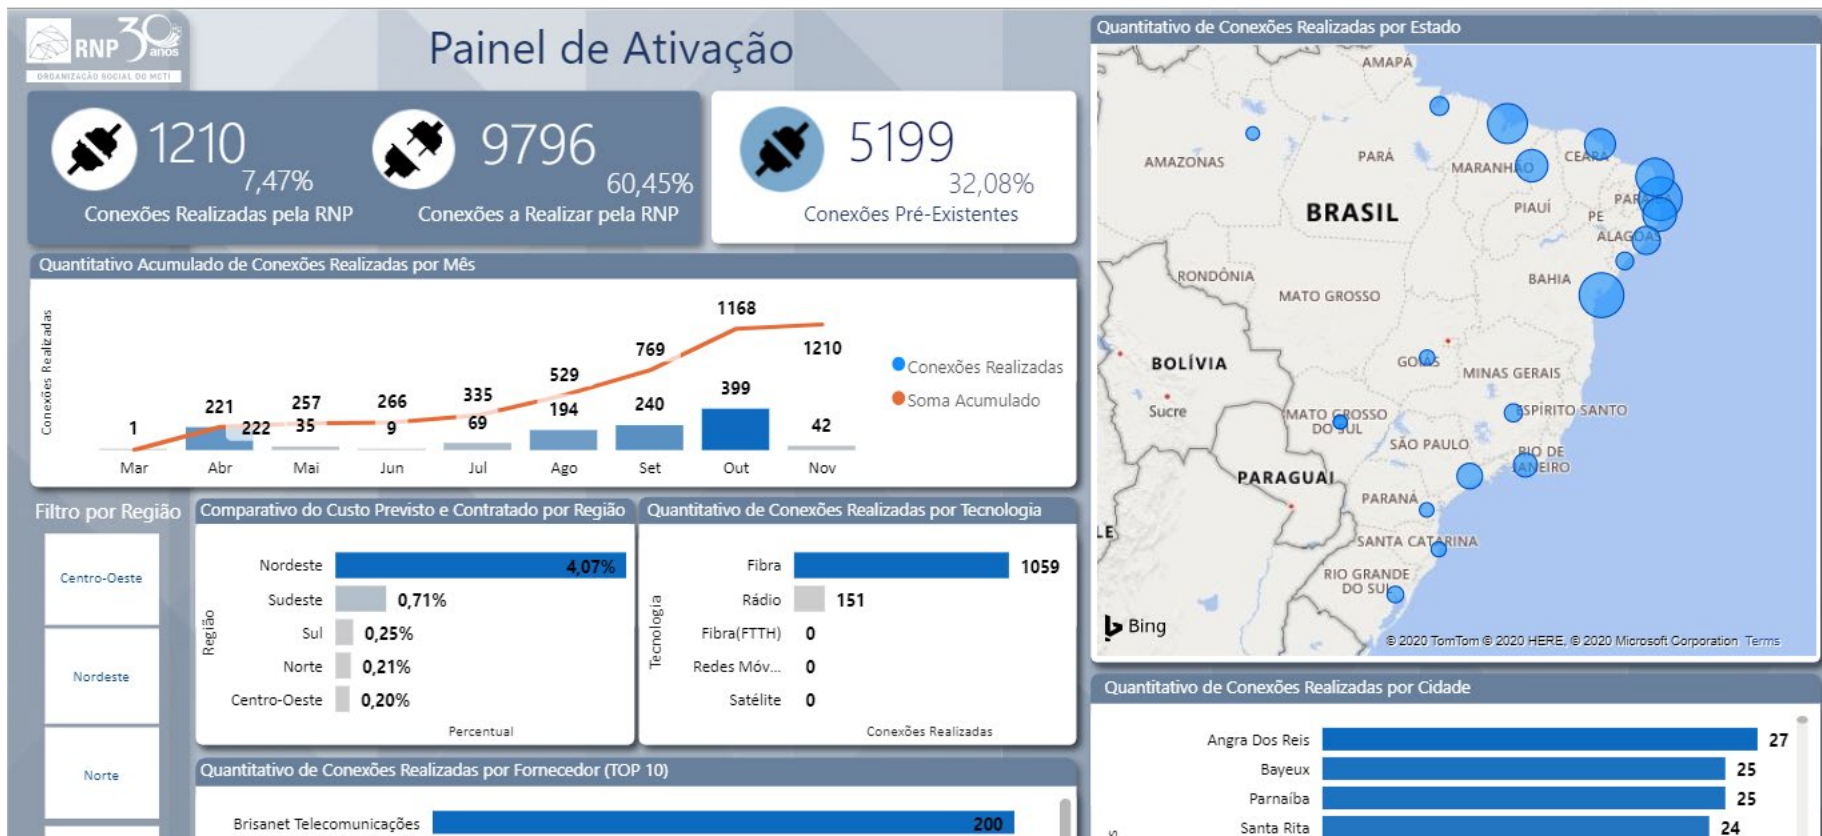 RNP 30 anos
ORGANIZAÇÃO SOCIAL DO MCTI
Painel de Ativação
1210
7,47%
Conexões Realizadas pela RNP
9796
60,45%
Conexões a Realizar pela RNP
5199
32,08%
Conexões Pré-Existentes
Quantitativo Acumulado de Conexões Realizadas por Mês
Conexões Realizadas
1
221
222
257
35
266
9
335
69
529
194
769
240
1168
399
1210
42
Mar
Abr
Mai
Jun
Jul
Ago
Set
Out
Nov
Conexões Realizadas
Soma Acumulado
Filtro por Região
Centro-Oeste
Nordeste
Norte
Comparativo do Custo Previsto e Contratado por Região
Região
Nordeste 4,07%
Sudeste 0,71%
Sul 0,25%
Norte 0,21%
Centro-Oeste 0,20%
Percentual
Quantitativo de Conexões Realizadas por Tecnologia
Tecnologia
Fibra 1059
Rádio 151
Fibra(FTTH) 0
Redes Móv... 0
Satélite 0
Conexões Realizadas
Quantitativo de Conexões Realizadas por Fornecedor (TOP 10)
Brisanet Telecomunicações 200
Quantitativo de Conexões Realizadas por Estado
AMAPÁ
AMAZONAS
PARÁ
MARANHÃO
CEARÁ
PIAUÍ
PE
ALAGOAS
BRASIL
RONDÔNIA
MATO GROSSO
BAHIA
BOLÍVIA
GOIÁS
MINAS GERAIS
Sucre
MATO GROSSO
DO SUL
ESPÍRITO SANTO
SÃO PAULO
RIO DE
JANEIRO
PARAGUAI
PARANÁ
LE
SANTA CATARINA
RIO GRANDE
DO SUL
Bing
© 2020 TomTom © 2020 HERE, © 2020 Microsoft Corporation Terms
Quantitativo de Conexões Realizadas por Cidade
Angra Dos Reis 27
Bayeux 25
Parnaíba 25
Santa Rita 24